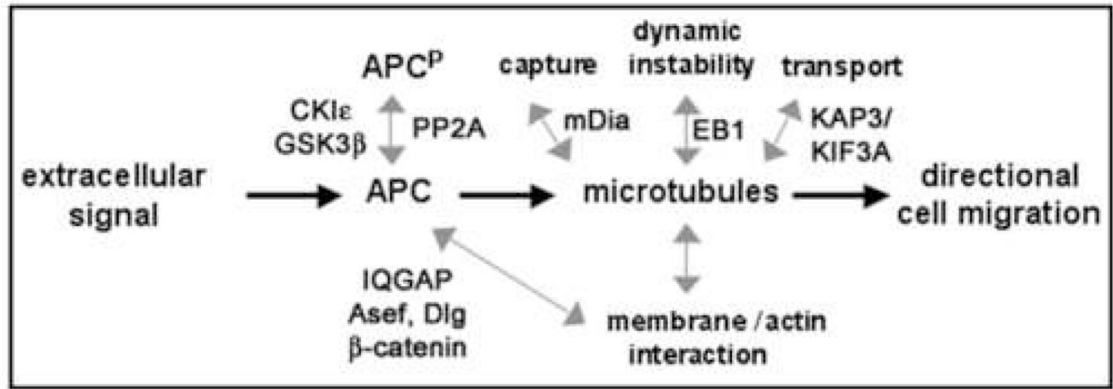 dynamic
APCᴾ capture instability transport
CKIε
GSK3β
PP2A
mDia
EB1
KAP3/
KIF3A
extracellular
signal
APC
microtubules
directional
cell migration
IQGAP
Asef, Dlg
β-catenin
membrane / actin
interaction